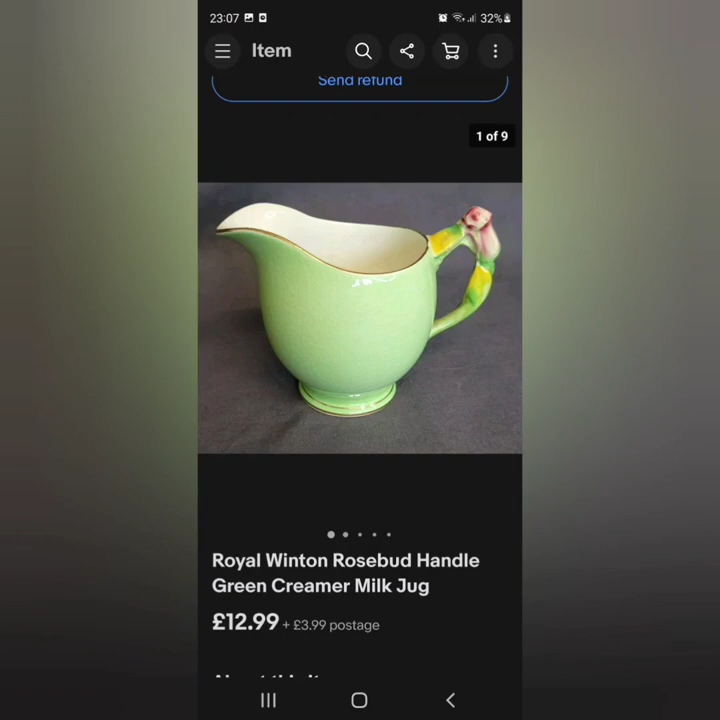 23:07 32%
Item
Send refund
1 of 9
Royal Winton Rosebud Handle
Green Creamer Milk Jug
£12.99 + £3.99 postage